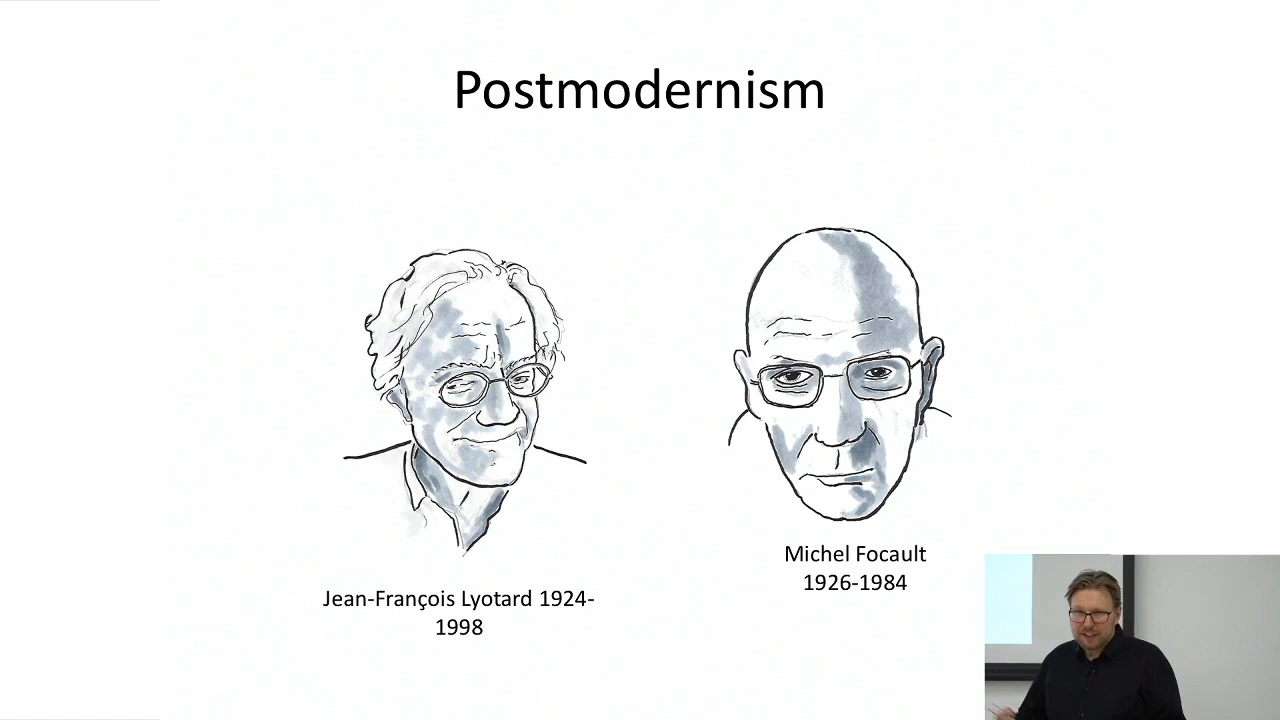 Postmodernism
Jean-François Lyotard 1924-
1998
Michel Focault
1926-1984